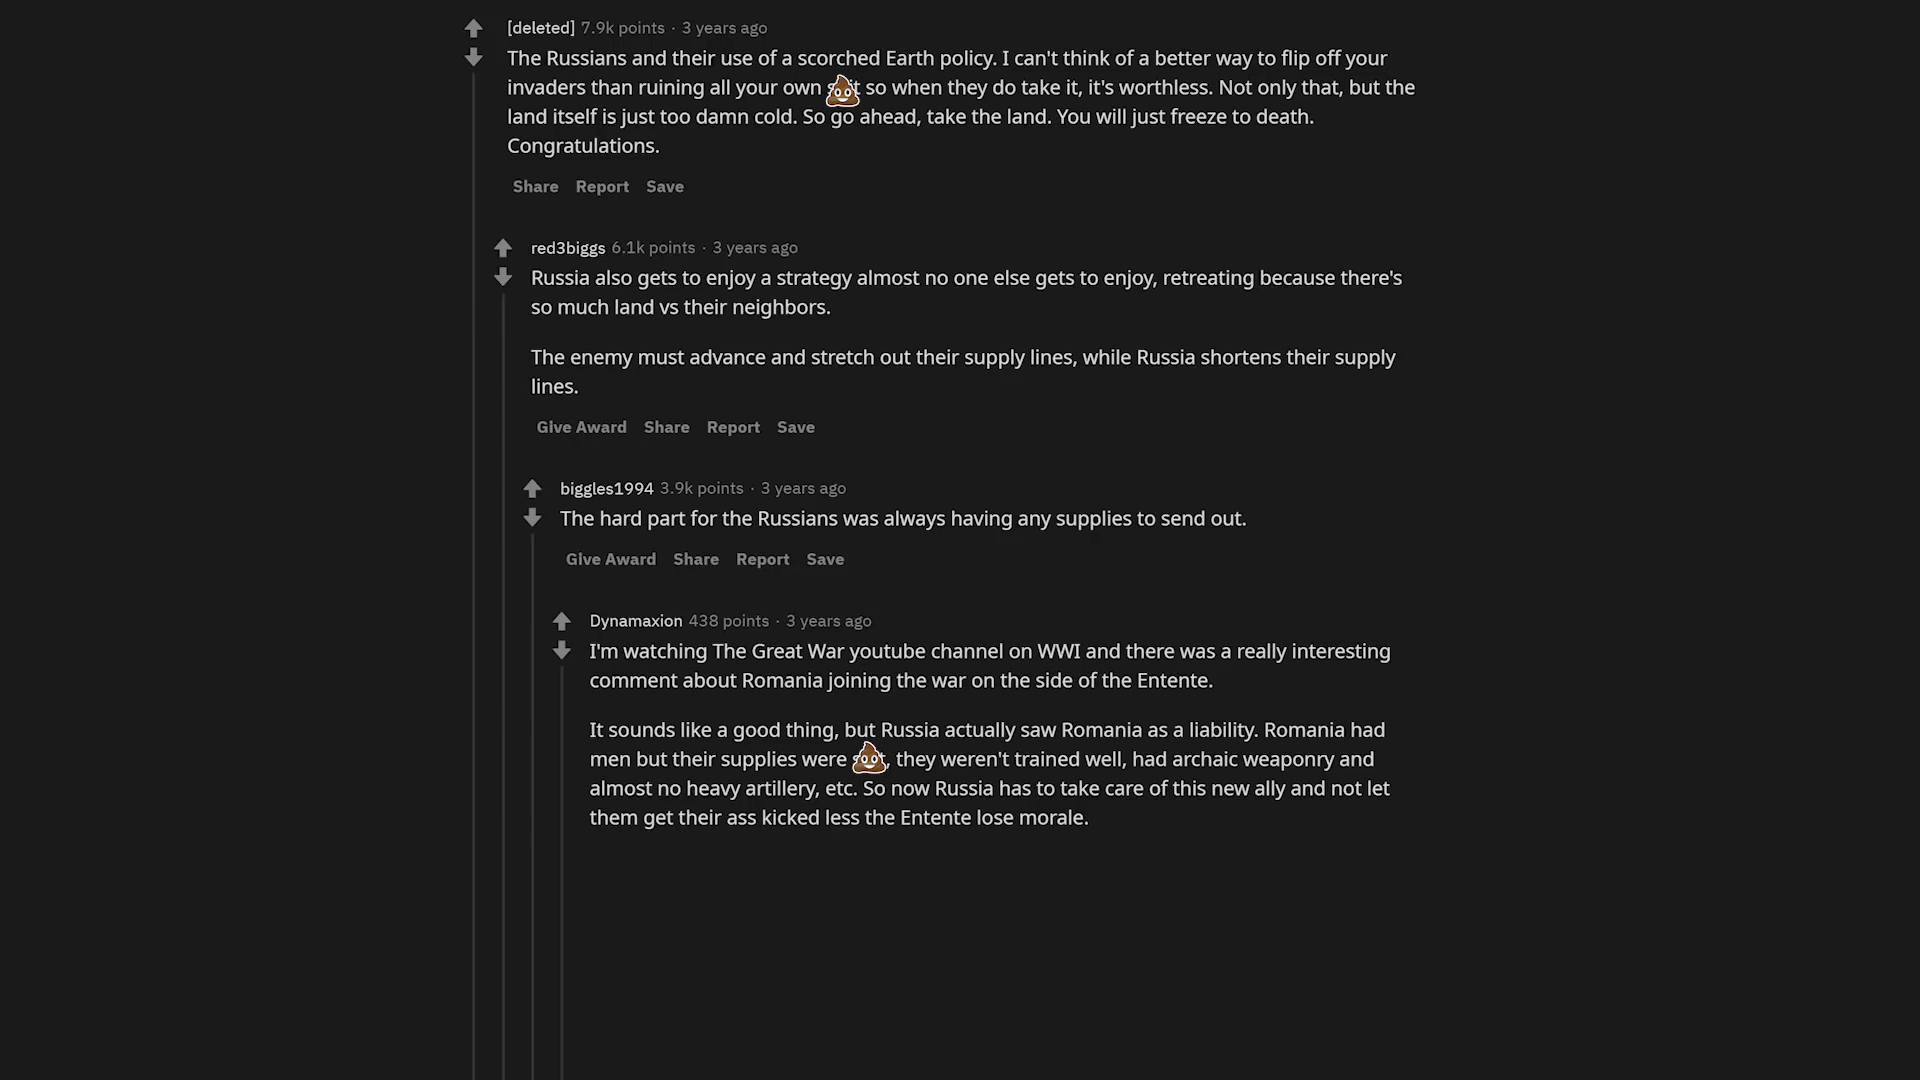 [deleted] 7.9k points · 3 years ago
The Russians and their use of a scorched Earth policy. I can't think of a better way to flip off your
invaders than ruining all your own so when they do take it, it's worthless. Not only that, but the
land itself is just too damn cold. So go ahead, take the land. You will just freeze to death.
Congratulations.
Share Report Save
red3biggs 6.1k points · 3 years ago
Russia also gets to enjoy a strategy almost no one else gets to enjoy, retreating because there's
so much land vs their neighbors.
The enemy must advance and stretch out their supply lines, while Russia shortens their supply
lines.
Give Award Share Report Save
biggles1994 3.9k points · 3 years ago
The hard part for the Russians was always having any supplies to send out.
Give Award Share Report Save
Dynamaxion 438 points · 3 years ago
I'm watching The Great War youtube channel on WWI and there was a really interesting
comment about Romania joining the war on the side of the Entente.
It sounds like a good thing, but Russia actually saw Romania as a liability. Romania had
men but their supplies were , they weren't trained well, had archaic weaponry and
almost no heavy artillery, etc. So now Russia has to take care of this new ally and not let
them get their ass kicked less the Entente lose morale.